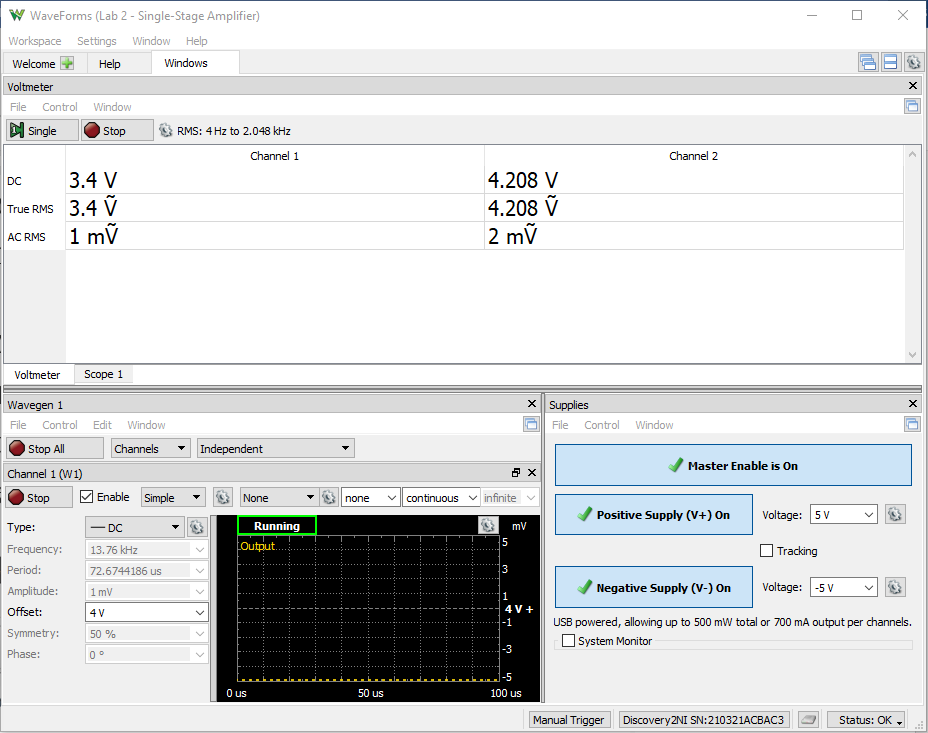 WaveForms (Lab 2 - Single-Stage Amplifier)
Workspace Settings Window Help
Welcome Help Windows
Voltmeter
File Control Window
Single Stop RMS: 4 Hz to 2.048 kHz
Channel 1 Channel 2
DC 3.4 V 4.208 V
True RMS 3.4 Ṽ 4.208 Ṽ
AC RMS 1 mṼ 2 mṼ
Voltmeter Scope 1
Wavegen 1
File Control Edit Window
Stop All Channels Independent
Channel 1 (W1)
Stop Enable Simple None none continuous infinite
Type: DC
Frequency: 13.76 kHz
Period: 72.6744186 us
Amplitude: 1 mV
Offset: 4 V
Symmetry: 50 %
Phase: 0 °
Running mV
Output
5
3
1
4 V +
-1
-3
-5
0 us 50 us 100 us
Supplies
File Control Window
Master Enable is On
Positive Supply (V+) On Voltage: 5 V
Tracking
Negative Supply (V-) On Voltage: -5 V
USB powered, allowing up to 500 mW total or 700 mA output per channels.
System Monitor
Manual Trigger Discovery2NI SN:210321ACBAC3 Status: OK